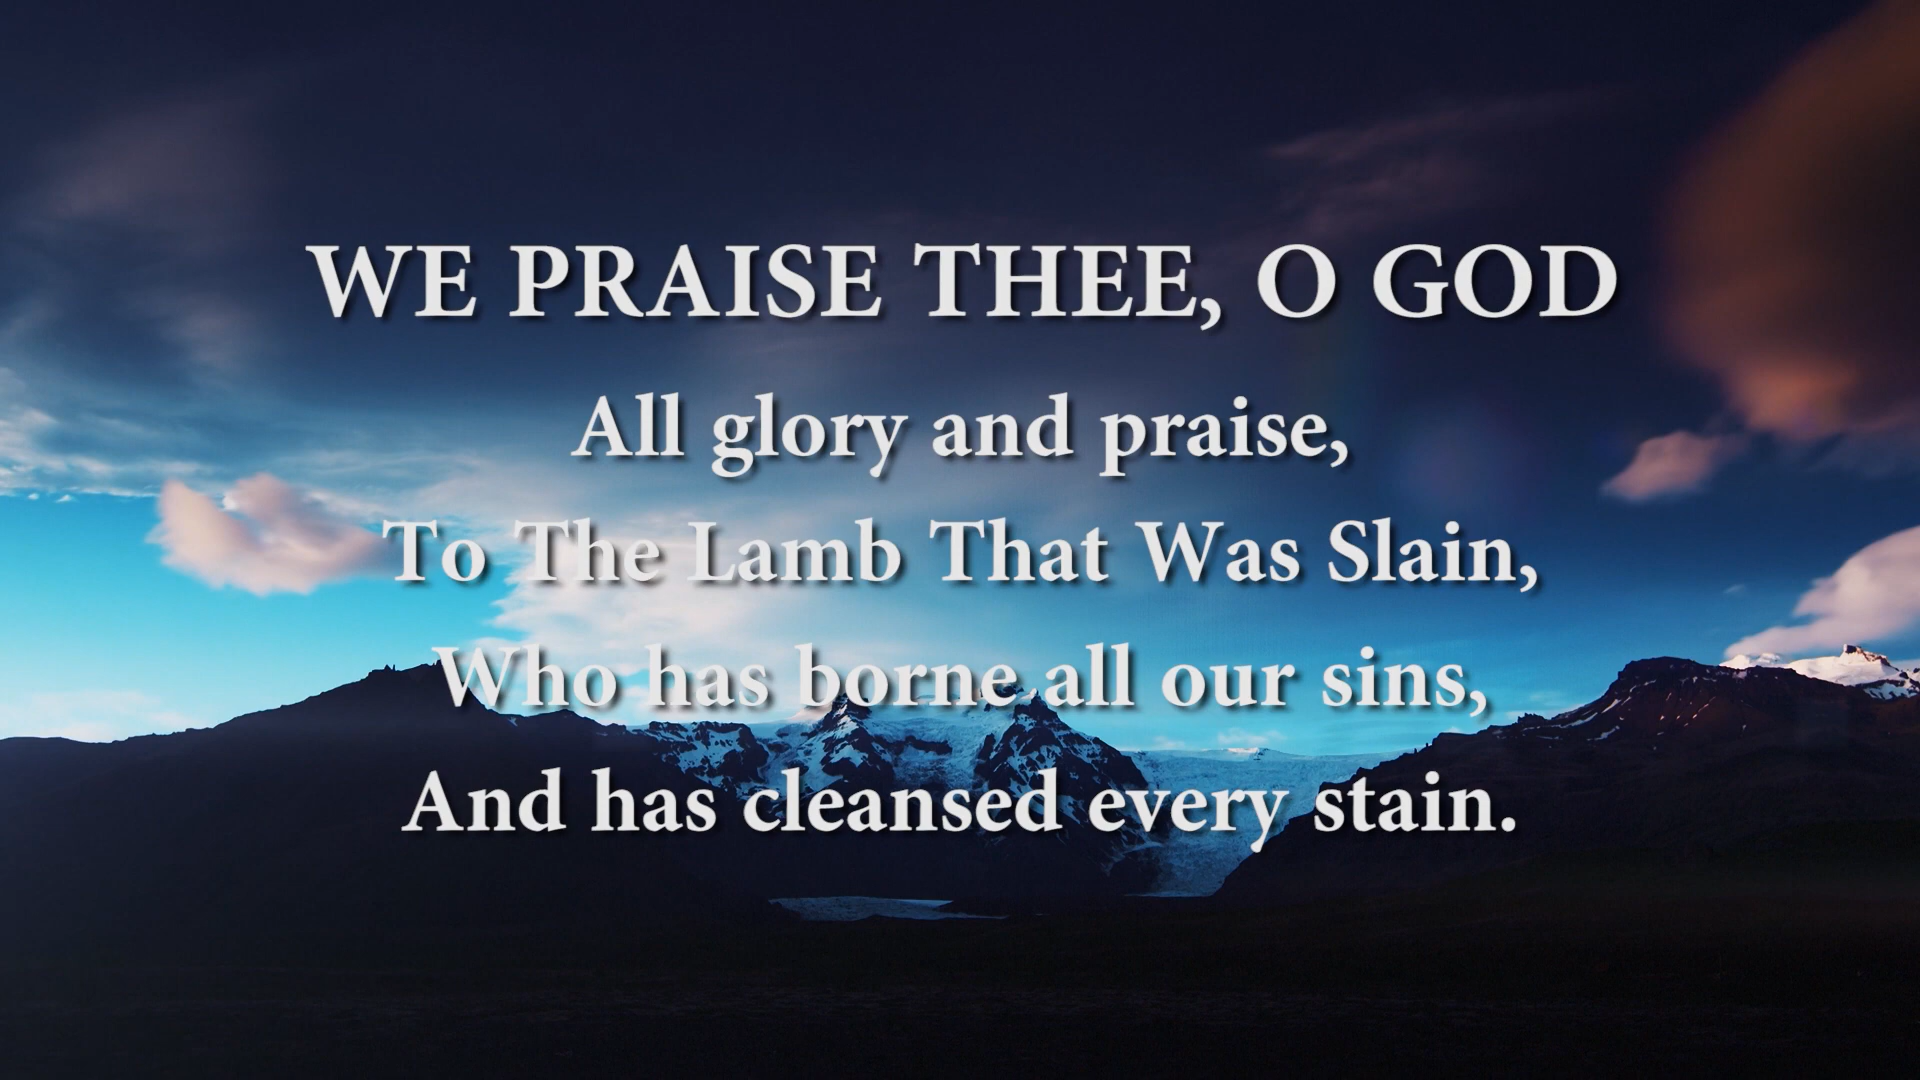 WE PRAISE THEE, O GOD
All glory and praise,
To The Lamb That Was Slain,
Who has borne all our sins,
And has cleansed every stain.